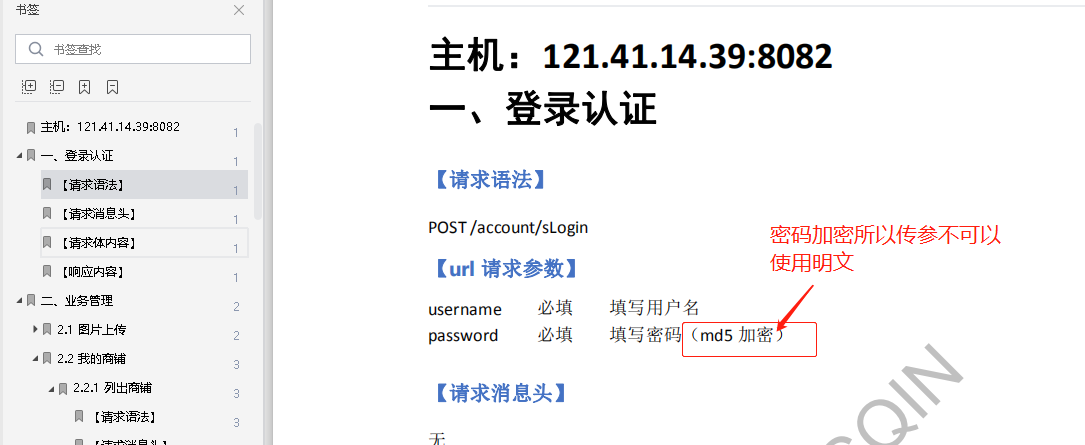 书签
书签查找
主机：121.41.14.39:8082 1
一、登录认证 1
【请求语法】 1
【请求消息头】 1
【请求体内容】 1
【响应内容】 1
二、业务管理 2
2.1 图片上传 2
2.2 我的商铺 3
2.2.1 列出商铺 3
【请求语法】 3
【请求消息头】 3
主机：121.41.14.39:8082
一、登录认证
【请求语法】
POST /account/sLogin
【url 请求参数】
username 必填 填写用户名
password 必填 填写密码（md5 加密）
密码加密所以传参不可以
使用明文
【请求消息头】
无
SQIN